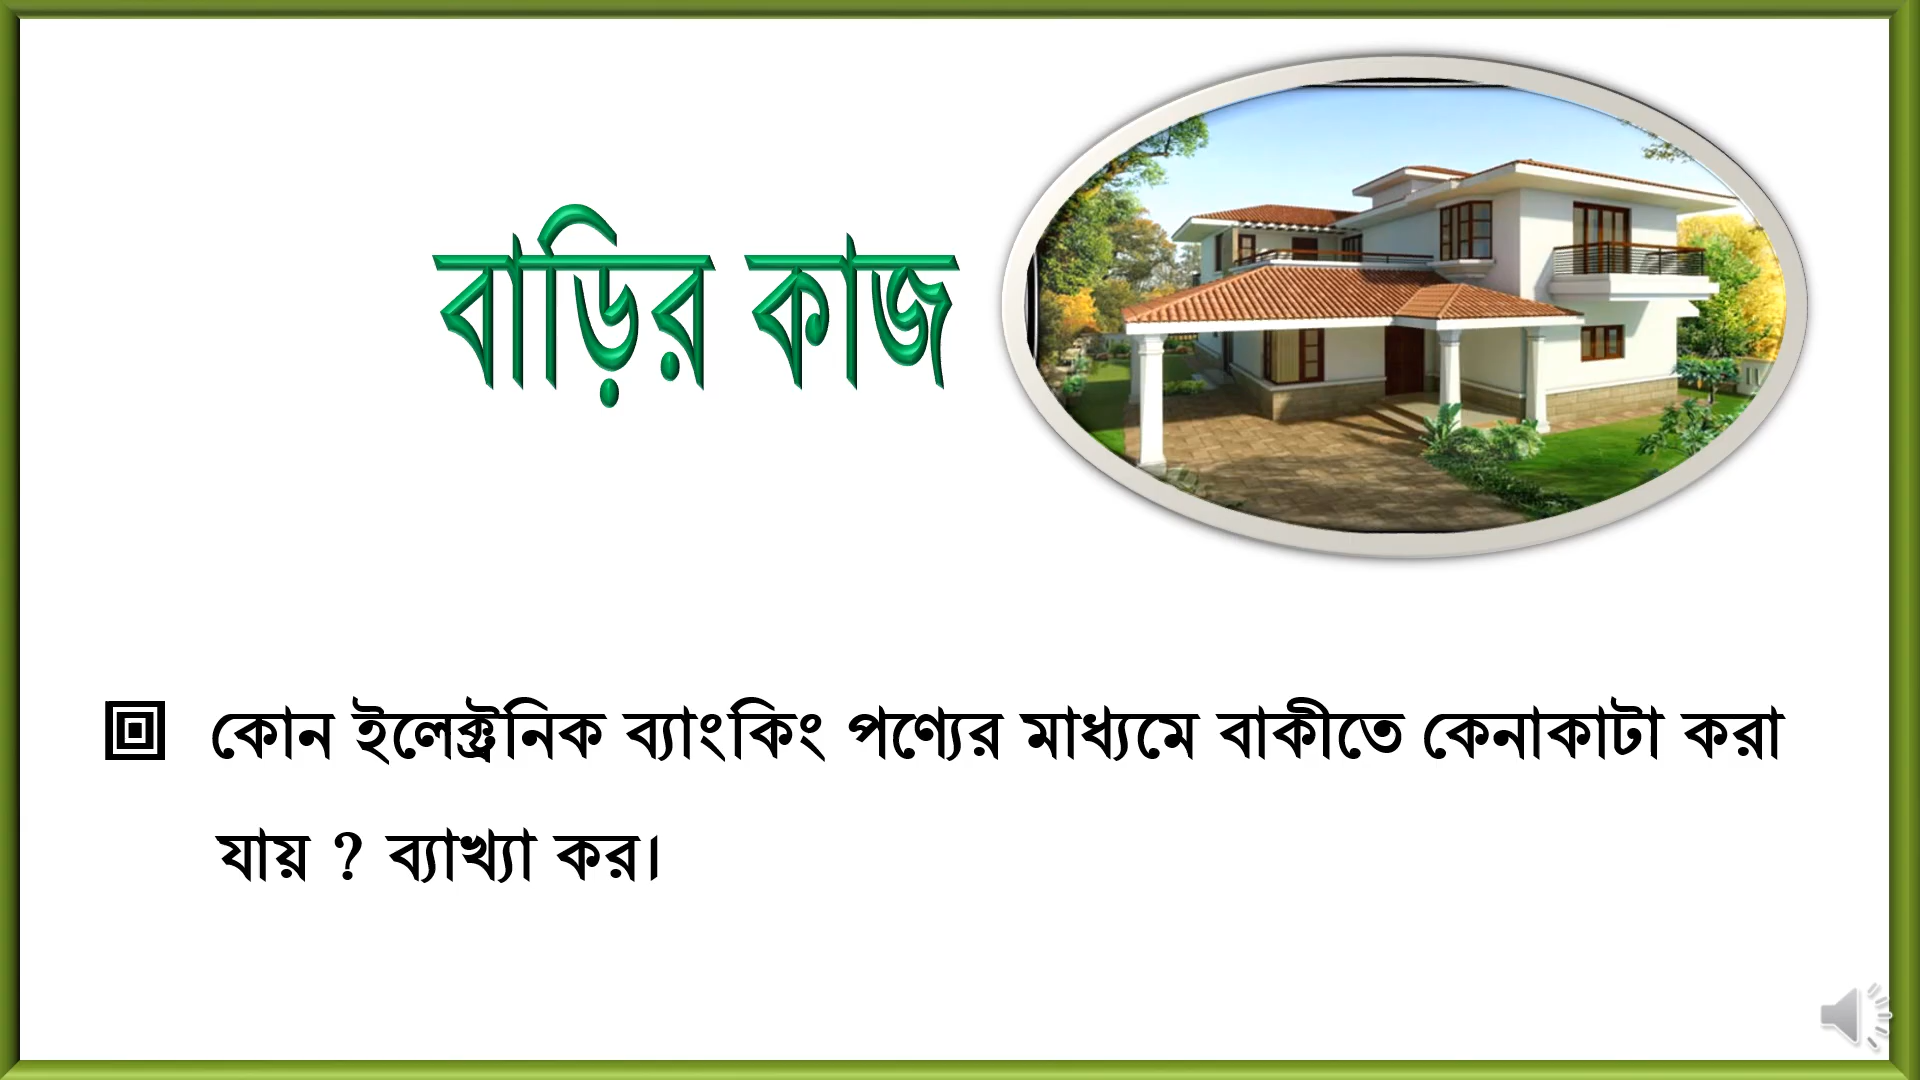 বাড়ির কাজ
কোন ইলেক্ট্রনিক ব্যাংকিং পণ্যের মাধ্যমে বাকীতে কেনাকাটা করা
যায় ? ব্যাখ্যা কর।